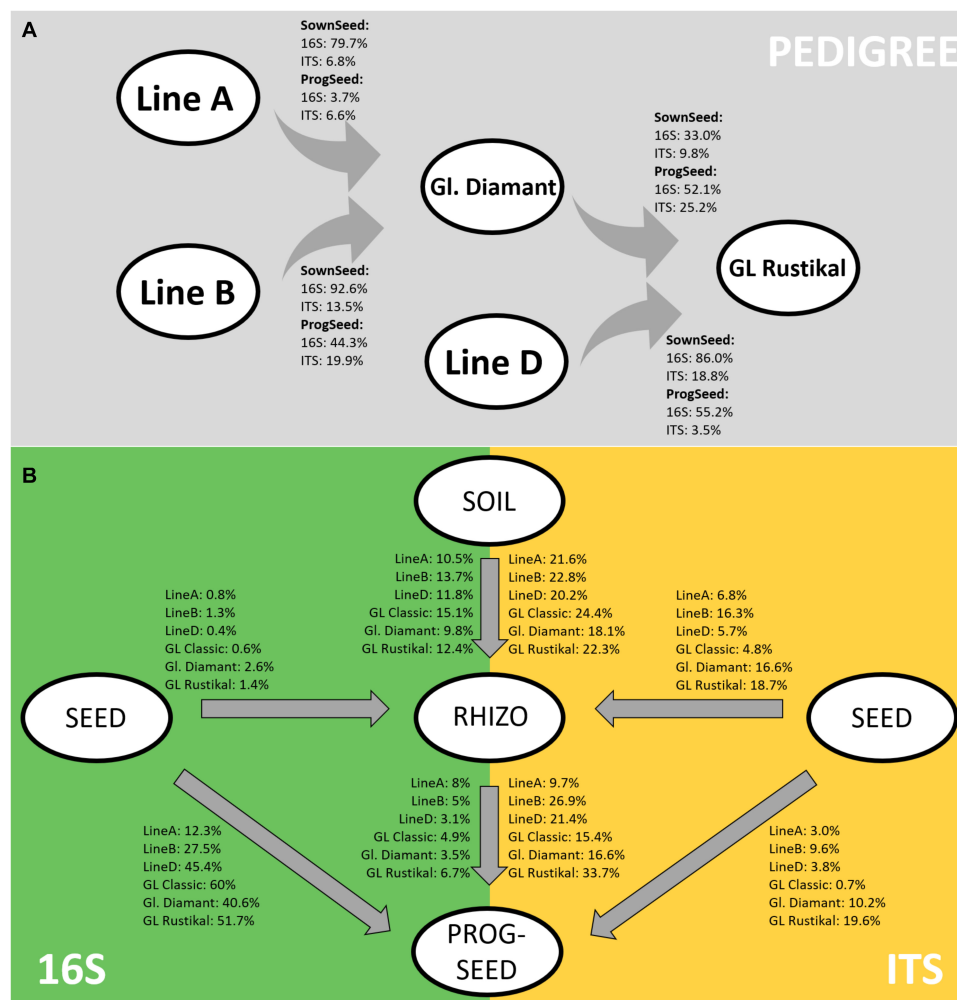 A
PEDIGREE
SownSeed:
16S: 79.7%
ITS: 6.8%
ProgSeed:
16S: 3.7%
ITS: 6.6%
Line A
SownSeed:
16S: 33.0%
ITS: 9.8%
ProgSeed:
16S: 52.1%
ITS: 25.2%
Gl. Diamant
GL Rustikal
Line B
SownSeed:
16S: 92.6%
ITS: 13.5%
ProgSeed:
16S: 44.3%
ITS: 19.9%
Line D
SownSeed:
16S: 86.0%
ITS: 18.8%
ProgSeed:
16S: 55.2%
ITS: 3.5%
B
SOIL
LineA: 10.5%
LineB: 13.7%
LineD: 11.8%
GL Classic: 15.1%
Gl. Diamant: 9.8%
GL Rustikal: 12.4%
LineA: 21.6%
LineB: 22.8%
LineD: 20.2%
GL Classic: 24.4%
Gl. Diamant: 18.1%
GL Rustikal: 22.3%
LineA: 0.8%
LineB: 1.3%
LineD: 0.4%
GL Classic: 0.6%
Gl. Diamant: 2.6%
GL Rustikal: 1.4%
LineA: 6.8%
LineB: 16.3%
LineD: 5.7%
GL Classic: 4.8%
Gl. Diamant: 16.6%
GL Rustikal: 18.7%
SEED
RHIZO
SEED
LineA: 8%
LineB: 5%
LineD: 3.1%
GL Classic: 4.9%
Gl. Diamant: 3.5%
GL Rustikal: 6.7%
LineA: 9.7%
LineB: 26.9%
LineD: 21.4%
GL Classic: 15.4%
Gl. Diamant: 16.6%
GL Rustikal: 33.7%
LineA: 12.3%
LineB: 27.5%
LineD: 45.4%
GL Classic: 60%
Gl. Diamant: 40.6%
GL Rustikal: 51.7%
LineA: 3.0%
LineB: 9.6%
LineD: 3.8%
GL Classic: 0.7%
Gl. Diamant: 10.2%
GL Rustikal: 19.6%
PROG-
SEED
16S
ITS